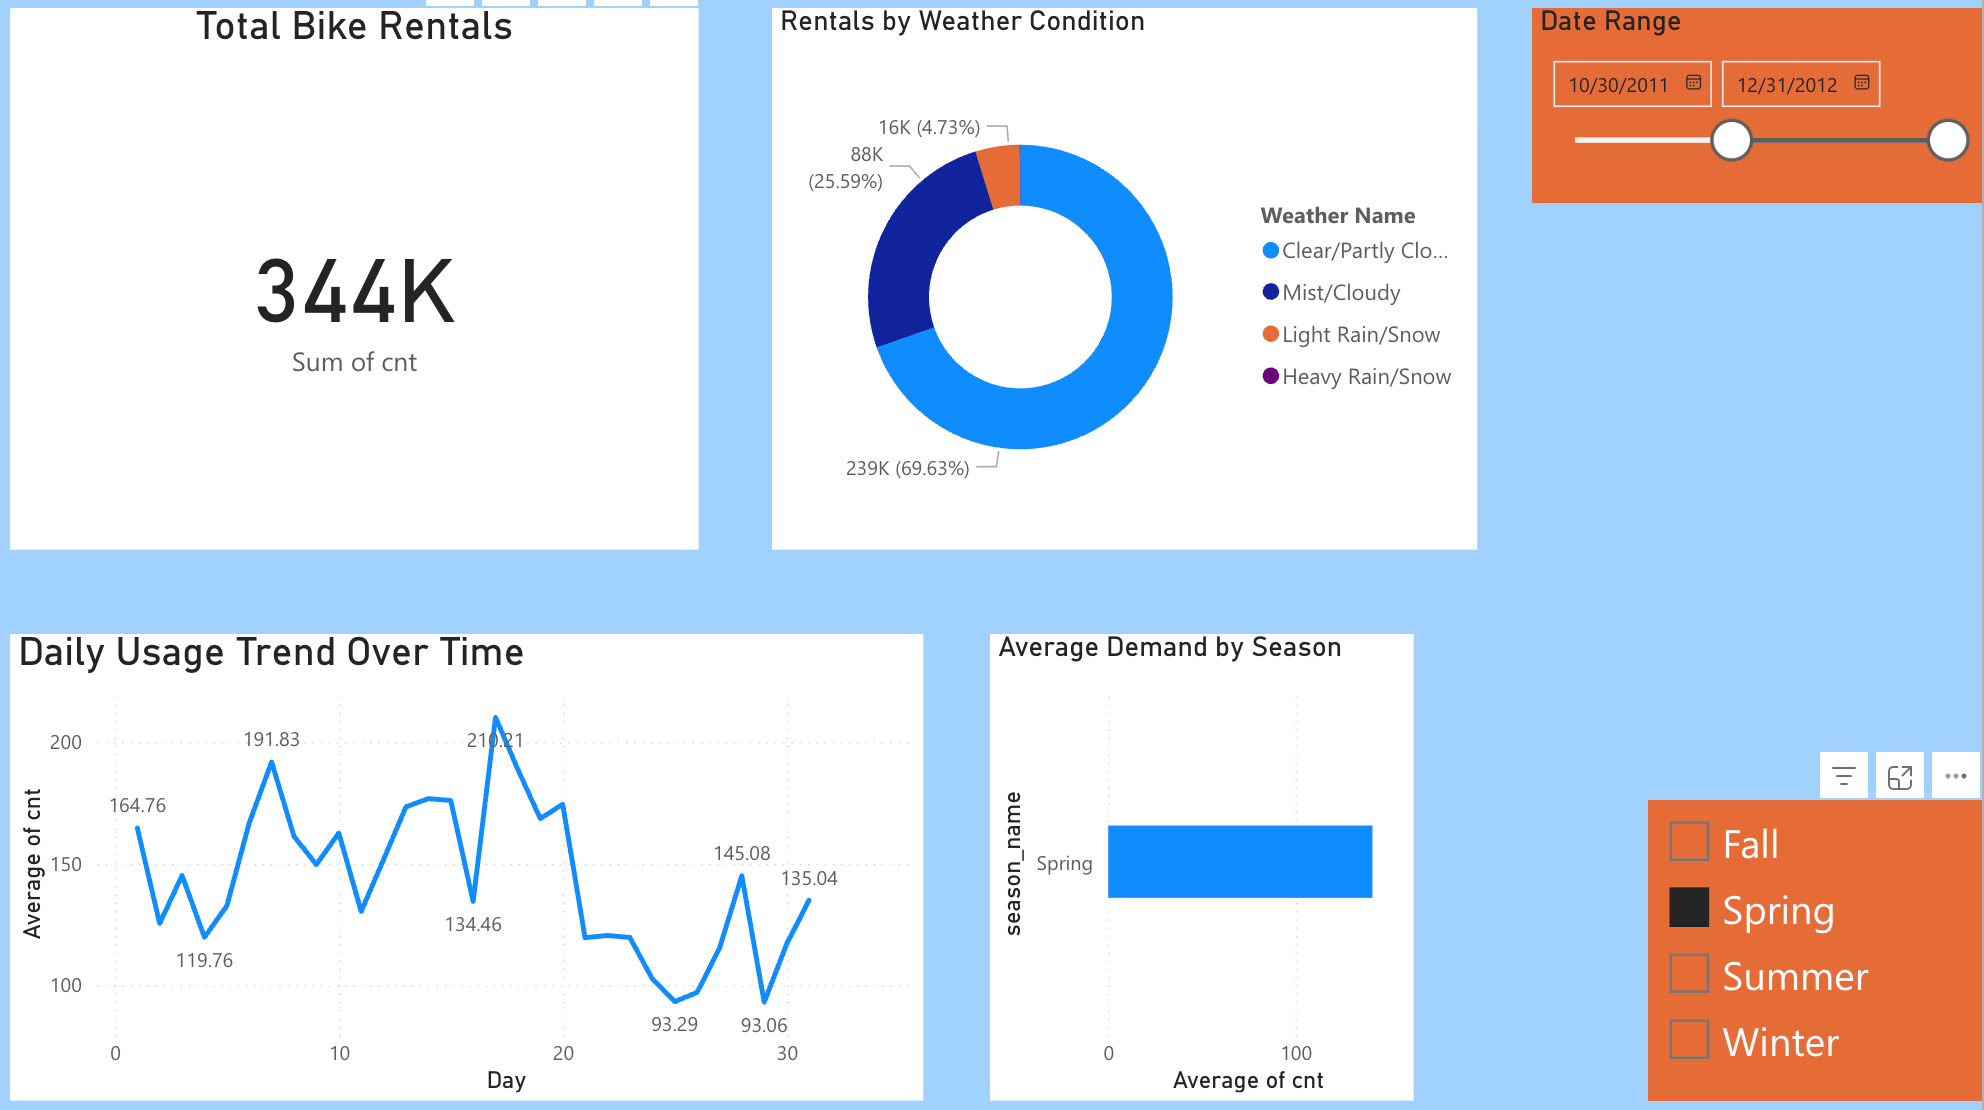 Total Bike Rentals
344K
Sum of cnt
Rentals by Weather Condition
16K (4.73%)
88K
(25.59%)
239K (69.63%)
Weather Name
Clear/Partly Clo...
Mist/Cloudy
Light Rain/Snow
Heavy Rain/Snow
Date Range
10/30/2011
12/31/2012
Daily Usage Trend Over Time
Average of cnt
200
150
100
164.76
119.76
191.83
134.46
210.21
93.29
145.08
93.06
135.04
0
10
20
30
Day
Average Demand by Season
season_name
Spring
0
100
Average of cnt
Fall
Spring
Summer
Winter